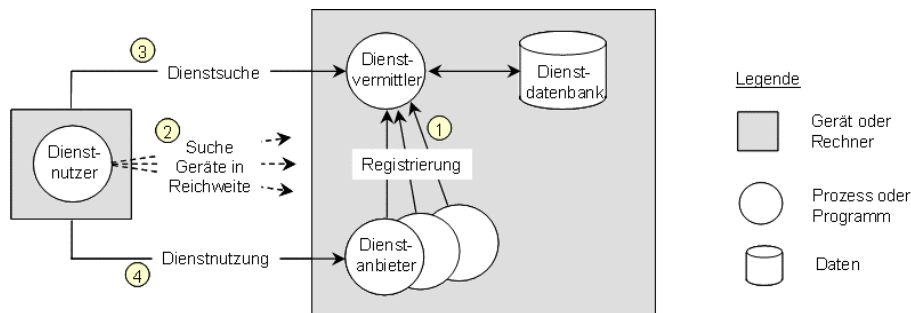 3
Dienstsuche
Dienst-
vermittler
Dienst-
datenbank
Legende
1
2
Suche
Geräte in
Reichweite
Dienst-
nutzer
Registrierung
Gerät oder
Rechner
Prozess oder
Programm
4
Dienstnutzung
Dienst-
anbieter
Daten